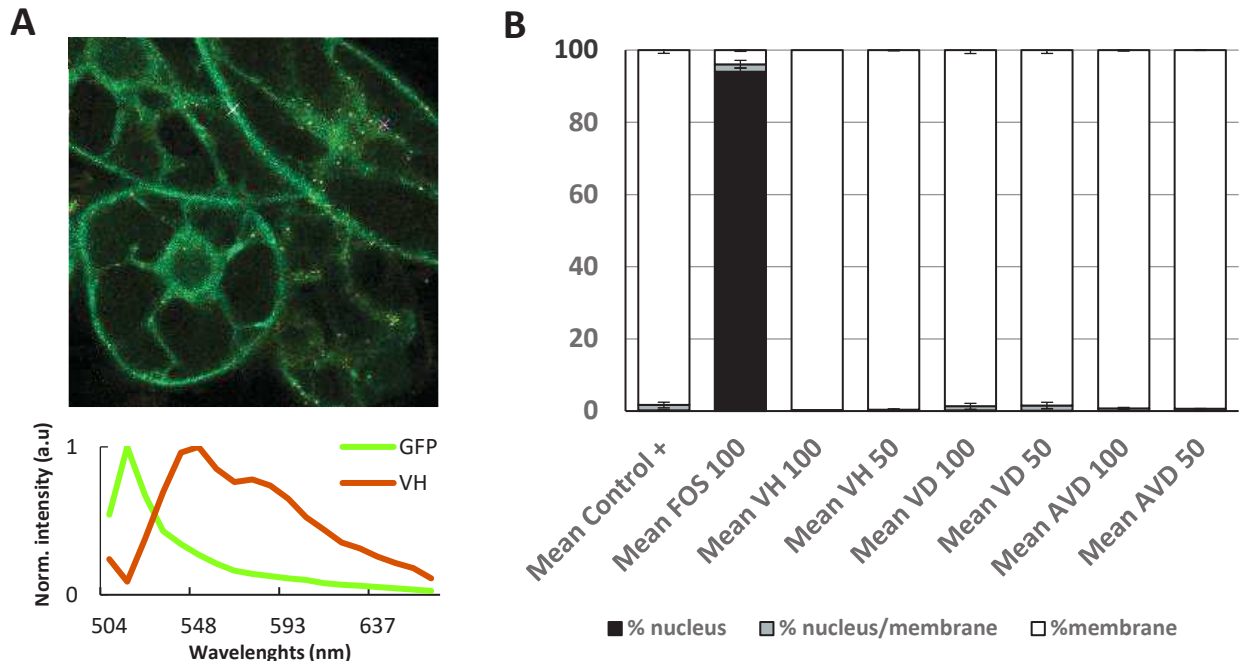 A
Norm. intensity (a.u)
1
0
GFP
VH
504 548 593 637
Wavelenghts (nm)
B
100
80
60
40
20
0
Mean Control +
Mean FOS 100
Mean VH 100
Mean VH 50
Mean VD 100
Mean VD 50
Mean AVD 100
Mean AVD 50
% nucleus % nucleus/membrane %membrane